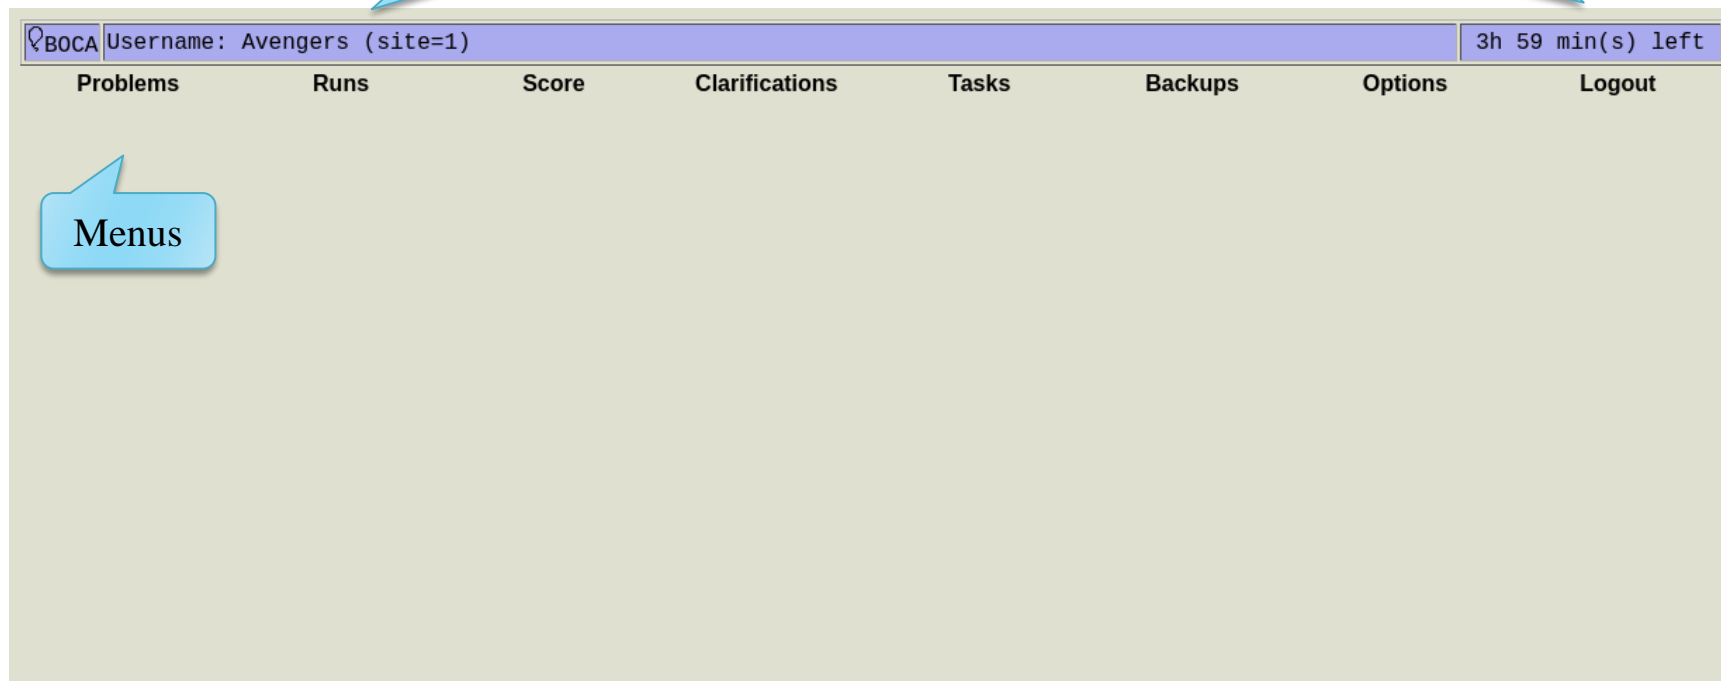 BOCA Username: Avengers (site=1) 3h 59 min(s) left
Problems Runs Score Clarifications Tasks Backups Options Logout
Menus